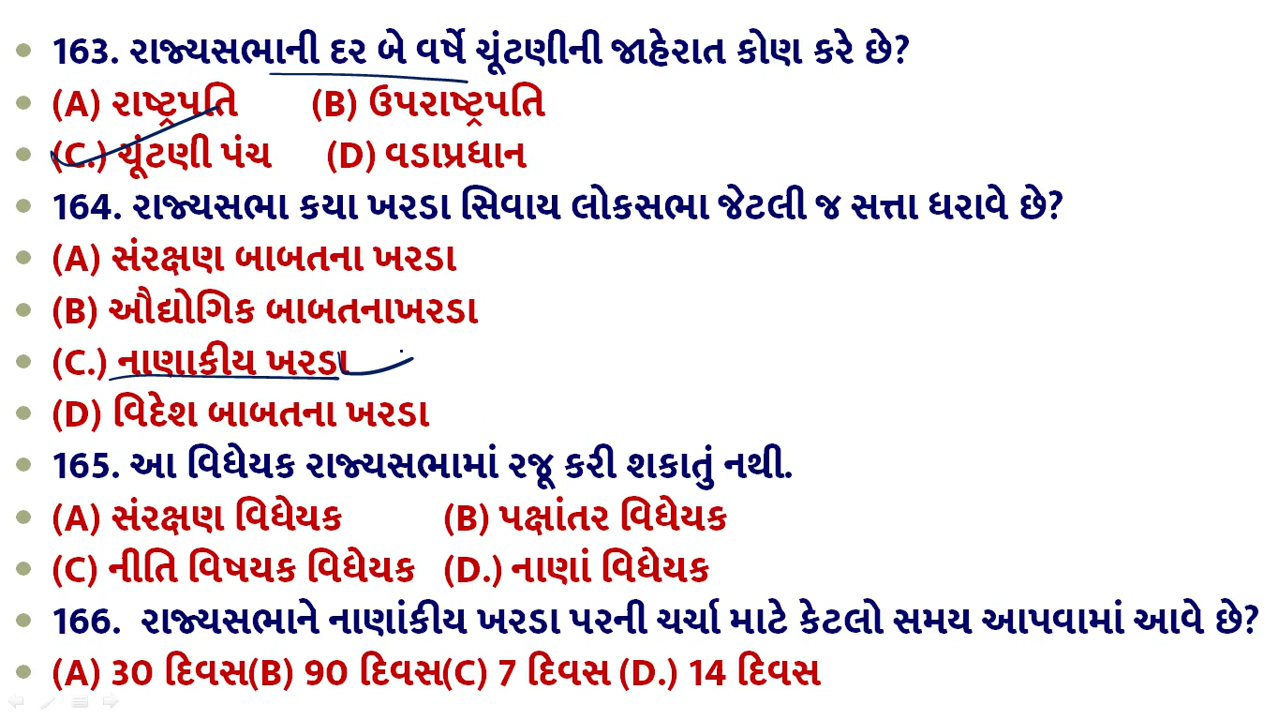 163. રાજ્યસભાની દર બે વર્ષે ચૂંટણીની જાહેરાત કોણ કરે છે?
(A) રાષ્ટ્રપતિ (B) ઉપરાષ્ટ્રપતિ
(C.) ચૂંટણી પંચ (D) વડાપ્રધાન
164. રાજ્યસભા કયા ખરડા સિવાય લોકસભા જેટલી જ સત્તા ધરાવે છે?
(A) સંરક્ષણ બાબતના ખરડા
(B) ઔદ્યોગિક બાબતનાખરડા
(C.) નાણાકીય ખરડા
(D) વિદેશ બાબતના ખરડા
165. આ વિધેયક રાજ્યસભામાં રજૂ કરી શકાતું નથી.
(A) સંરક્ષણ વિધેયક (B) પક્ષાંતર વિધેયક
(C) નીતિ વિષયક વિધેયક (D.) નાણાં વિધેયક
166. રાજ્યસભાને નાણાંકીય ખરડા પરની ચર્ચા માટે કેટલો સમય આપવામાં આવે છે?
(A) 30 દિવસ(B) 90 દિવસ(C) 7 દિવસ (D.) 14 દિવસ